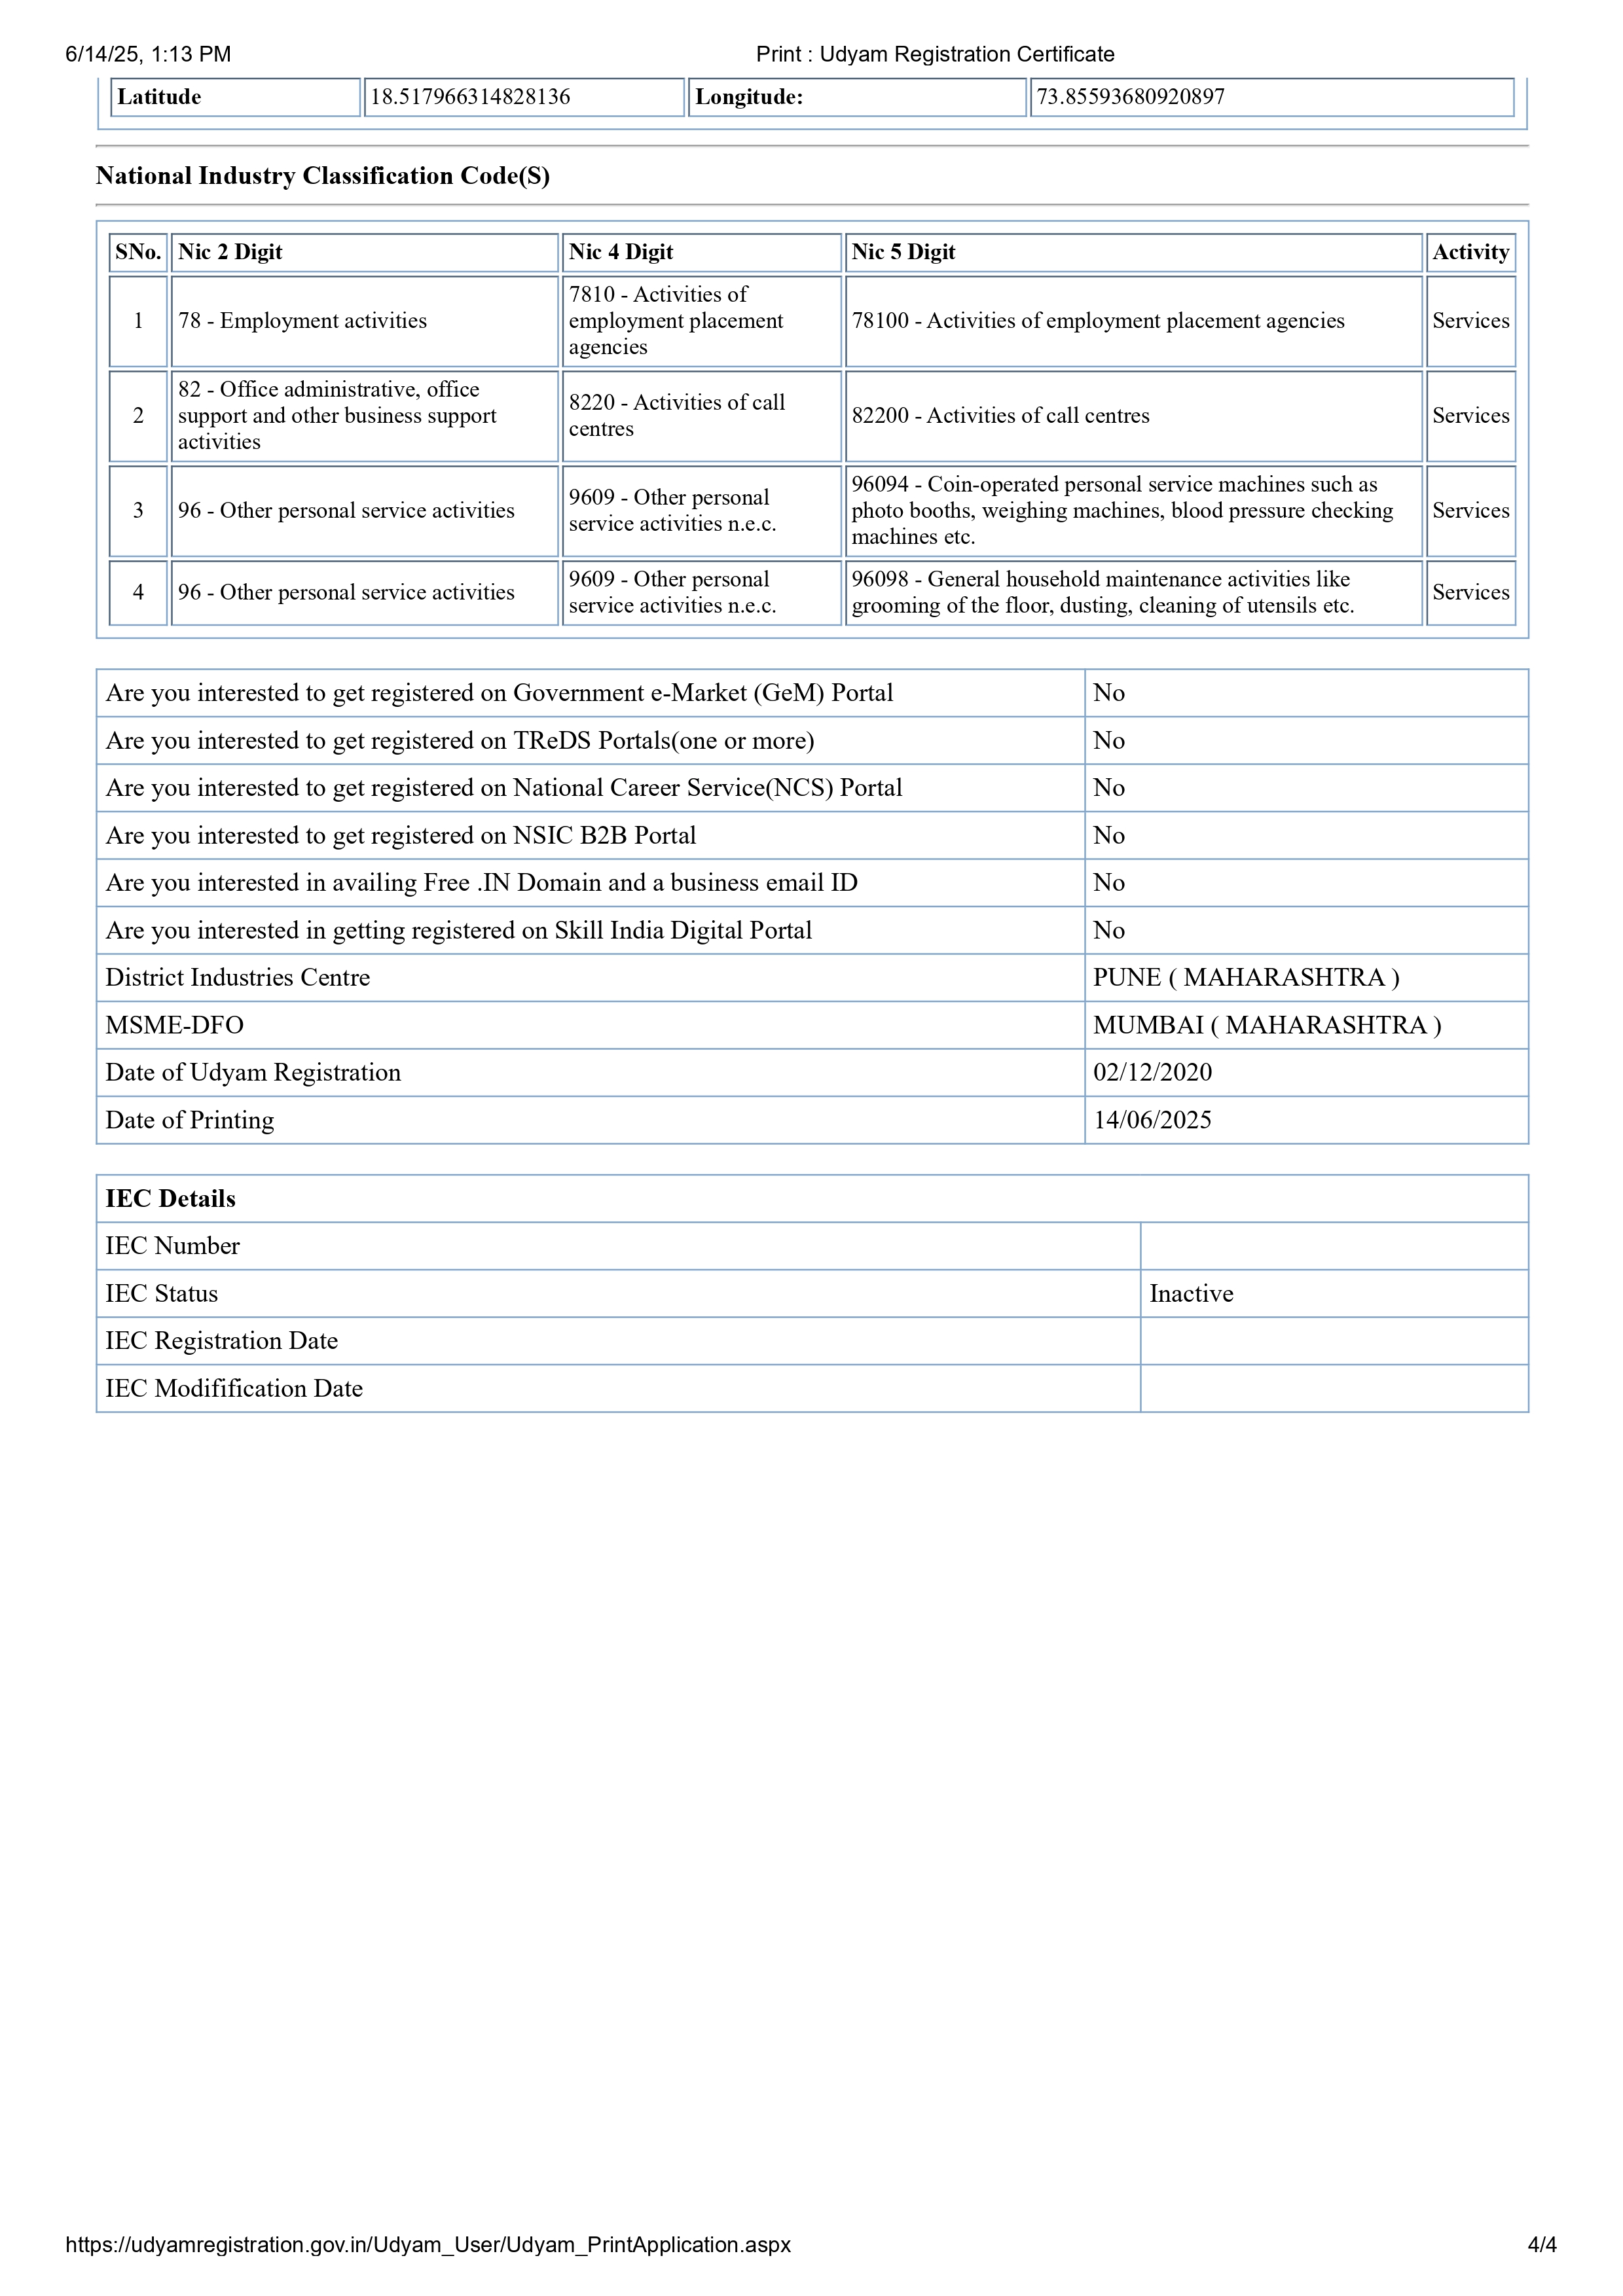 6/14/25, 1:13 PM Print : Udyam Registration Certificate
Latitude 18.517966314828136 Longitude: 73.85593680920897
National Industry Classification Code(S)
SNo. Nic 2 Digit Nic 4 Digit Nic 5 Digit Activity
1 78 - Employment activities 7810 - Activities of employment placement agencies 78100 - Activities of employment placement agencies Services
2 82 - Office administrative, office support and other business support activities 8220 - Activities of call centres 82200 - Activities of call centres Services
3 96 - Other personal service activities 9609 - Other personal service activities n.e.c. 96094 - Coin-operated personal service machines such as photo booths, weighing machines, blood pressure checking machines etc. Services
4 96 - Other personal service activities 9609 - Other personal service activities n.e.c. 96098 - General household maintenance activities like grooming of the floor, dusting, cleaning of utensils etc. Services
Are you interested to get registered on Government e-Market (GeM) Portal No
Are you interested to get registered on TReDS Portals(one or more) No
Are you interested to get registered on National Career Service(NCS) Portal No
Are you interested to get registered on NSIC B2B Portal No
Are you interested in availing Free .IN Domain and a business email ID No
Are you interested in getting registered on Skill India Digital Portal No
District Industries Centre PUNE ( MAHARASHTRA )
MSME-DFO MUMBAI ( MAHARASHTRA )
Date of Udyam Registration 02/12/2020
Date of Printing 14/06/2025
IEC Details
IEC Number
IEC Status Inactive
IEC Registration Date
IEC Modifification Date
https://udyamregistration.gov.in/Udyam_User/Udyam_PrintApplication.aspx 4/4